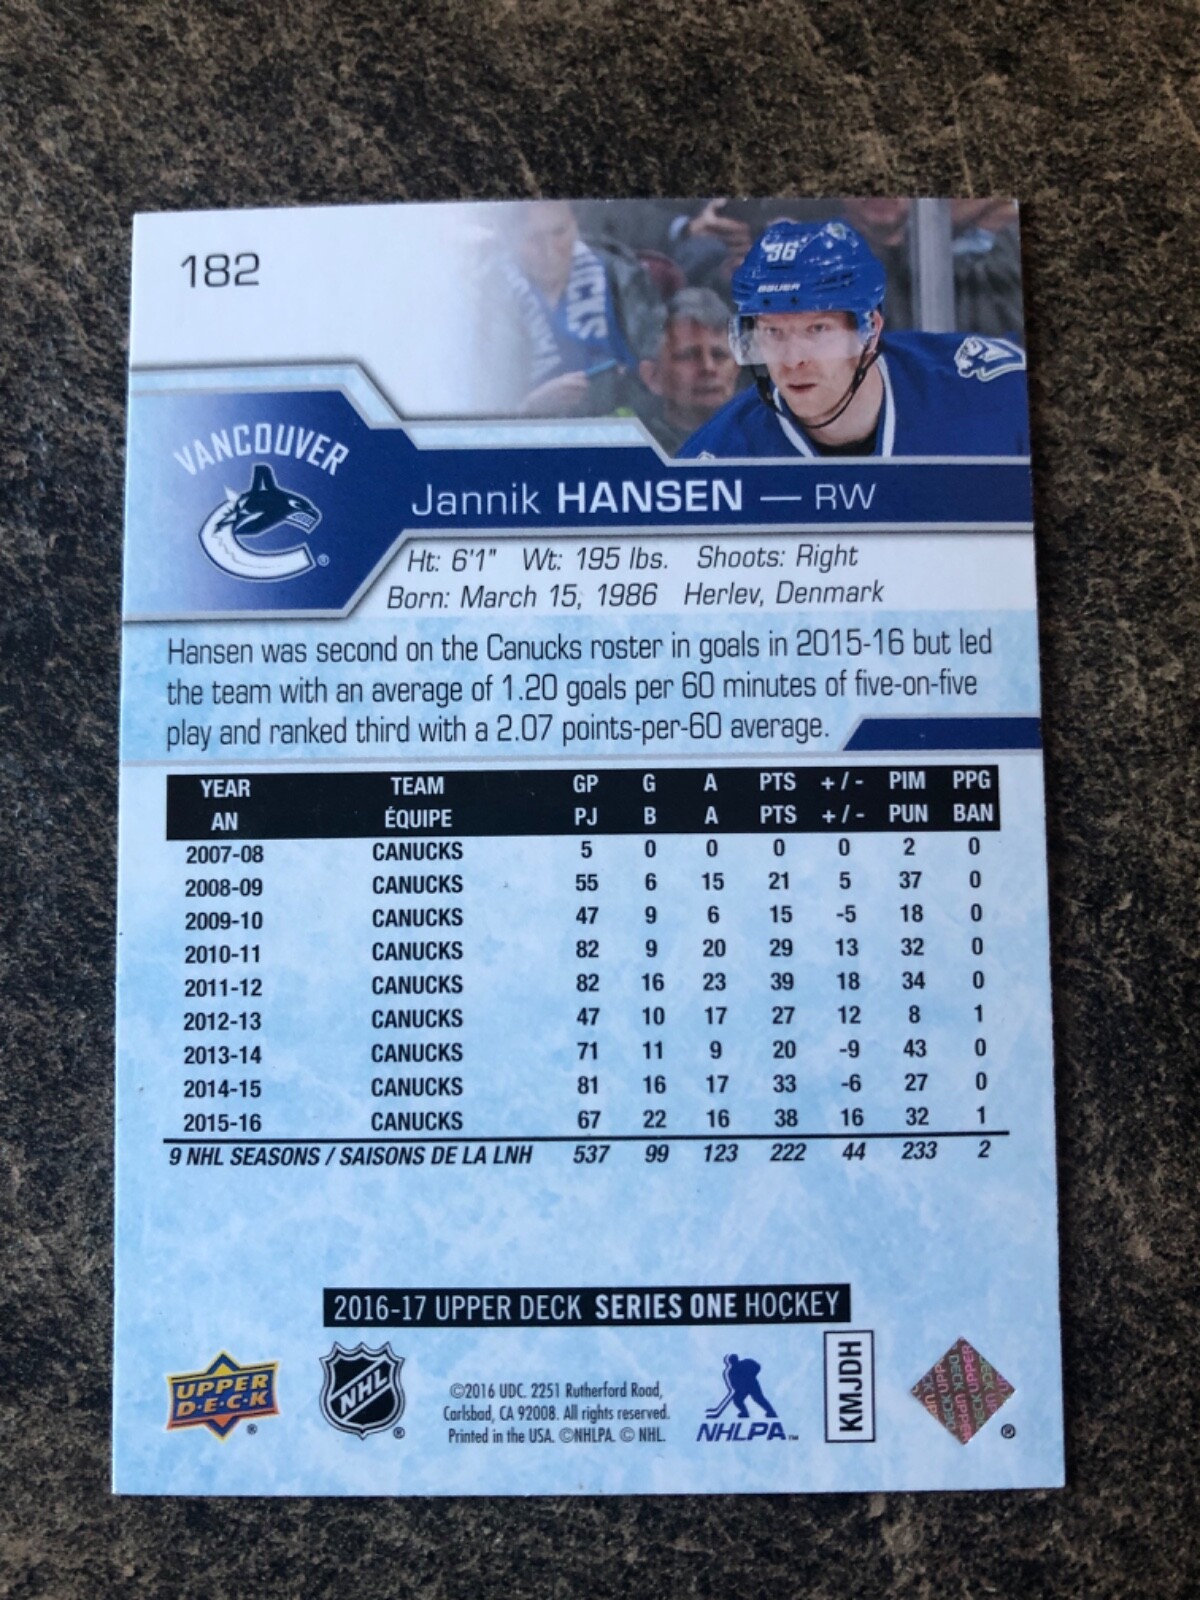 182
36
BAUER
VANCOUVER
Jannik HANSEN — RW
Ht: 6'1" Wt: 195 lbs. Shoots: Right
Born: March 15, 1986 Herlev, Denmark
Hansen was second on the Canucks roster in goals in 2015-16 but led
the team with an average of 1.20 goals per 60 minutes of five-on-five
play and ranked third with a 2.07 points-per-60 average.
YEAR TEAM GP G A PTS +/- PIM PPG
AN ÉQUIPE PJ B A PTS +/- PUN BAN
2007-08 CANUCKS 5 0 0 0 0 2 0
2008-09 CANUCKS 55 6 15 21 5 37 0
2009-10 CANUCKS 47 9 6 15 -5 18 0
2010-11 CANUCKS 82 9 20 29 13 32 0
2011-12 CANUCKS 82 16 23 39 18 34 0
2012-13 CANUCKS 47 10 17 27 12 8 1
2013-14 CANUCKS 71 11 9 20 -9 43 0
2014-15 CANUCKS 81 16 17 33 -6 27 0
2015-16 CANUCKS 67 22 16 38 16 32 1
9 NHL SEASONS / SAISONS DE LA LNH 537 99 123 222 44 233 2
2016-17 UPPER DECK SERIES ONE HOCKEY
UPPER
D·E·C·K ®
NHL ®
©2016 UDC. 2251 Rutherford Road,
Carlsbad, CA 92008. All rights reserved.
Printed in the USA. ©NHLPA. © NHL.
NHLPA™
KMJDH
UPPER DECK ®